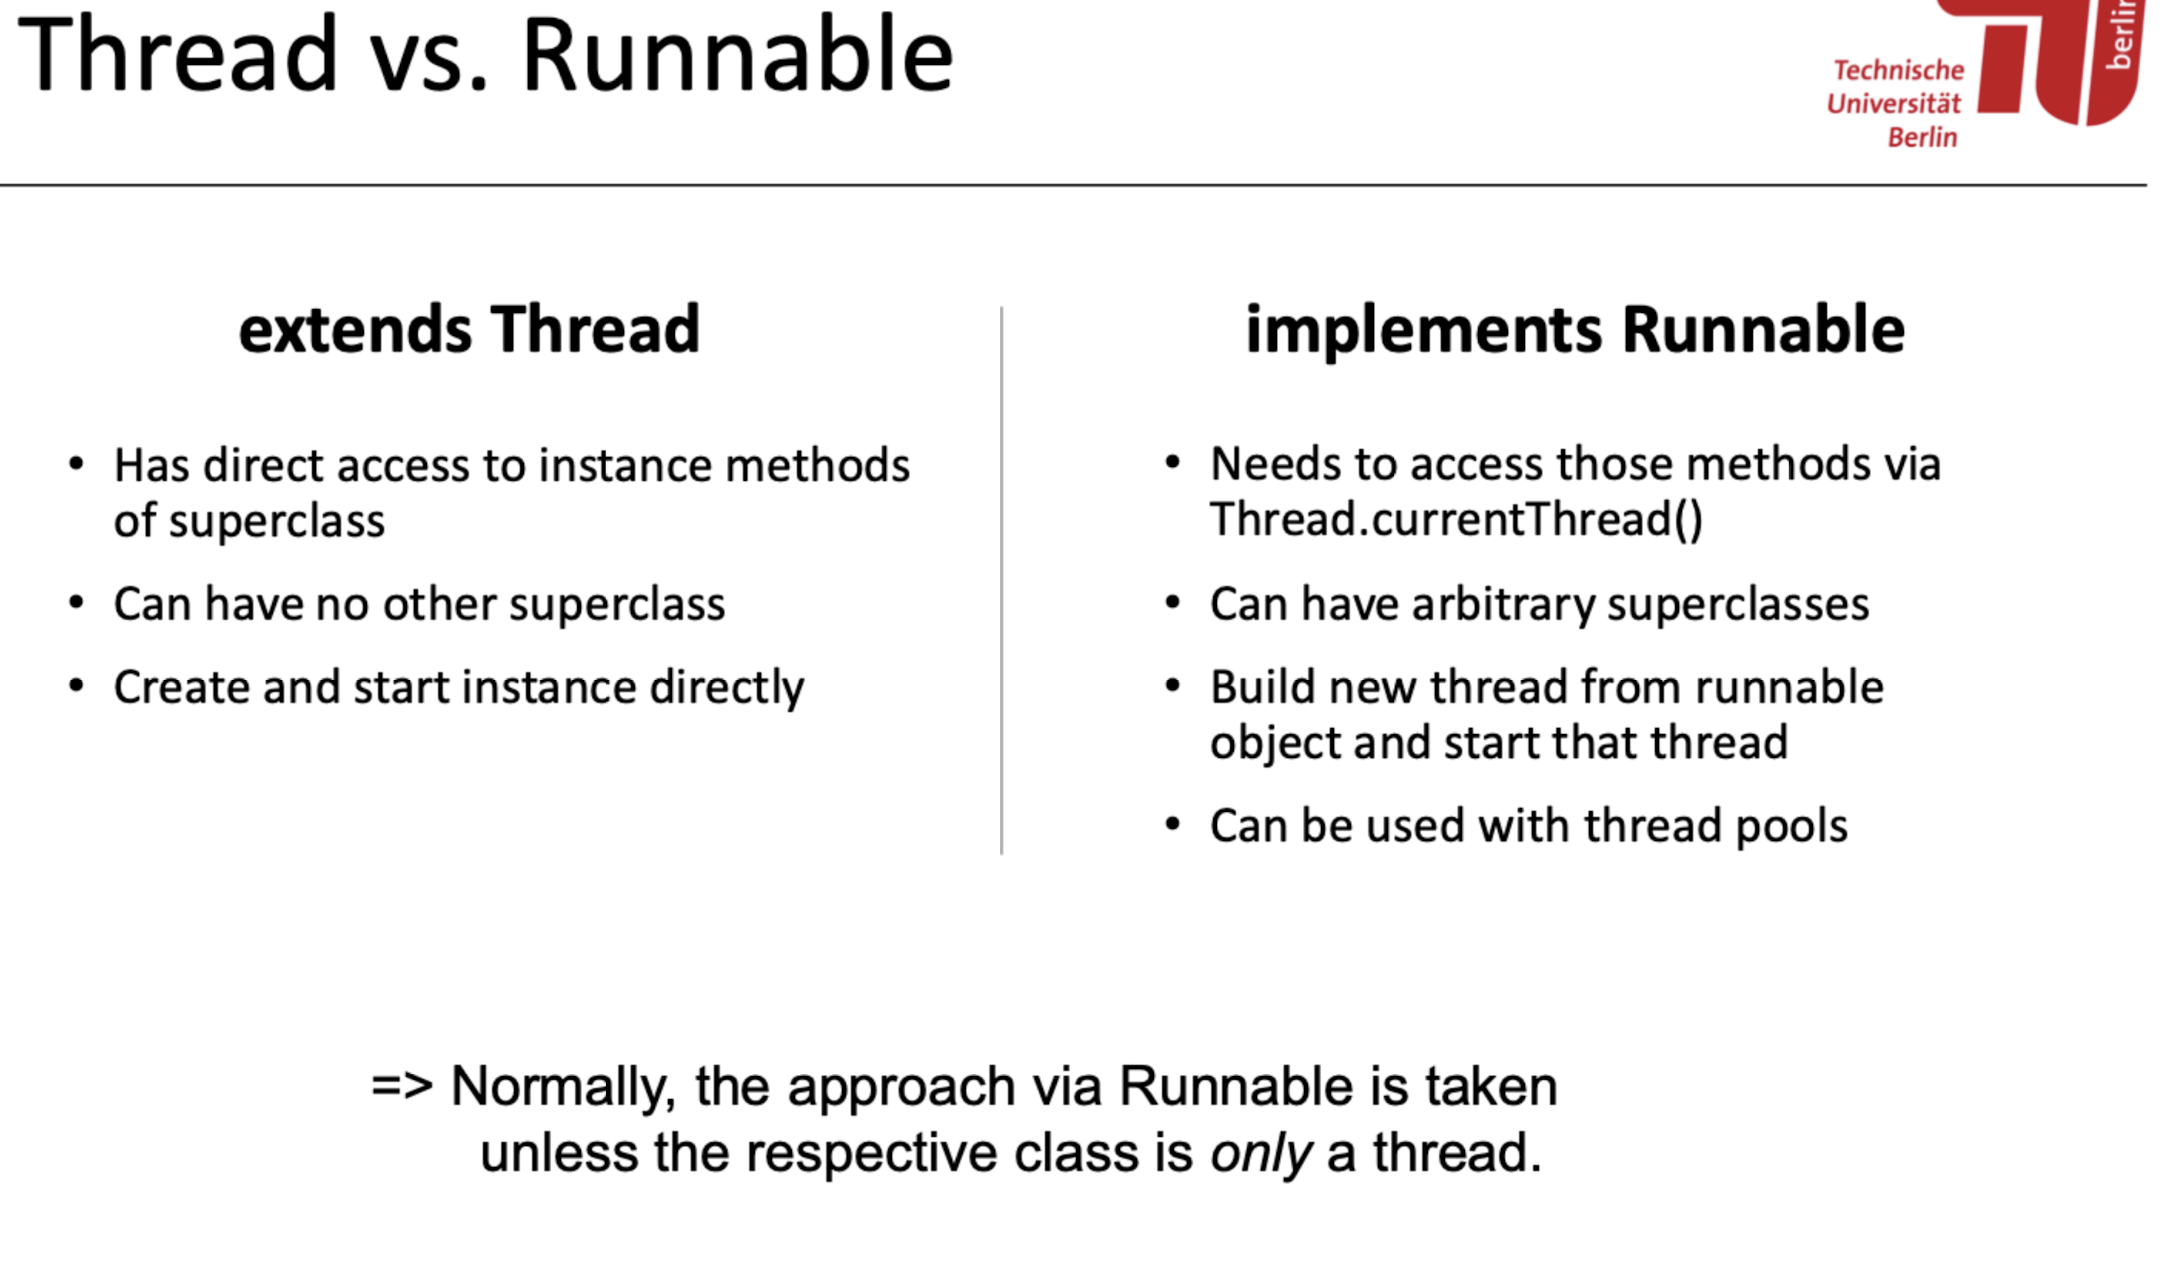 Thread vs. Runnable
Technische
Universität
Berlin
berlin
extends Thread
• Has direct access to instance methods
of superclass
• Can have no other superclass
• Create and start instance directly
implements Runnable
• Needs to access those methods via
Thread.currentThread()
• Can have arbitrary superclasses
• Build new thread from runnable
object and start that thread
• Can be used with thread pools
=> Normally, the approach via Runnable is taken
unless the respective class is only a thread.